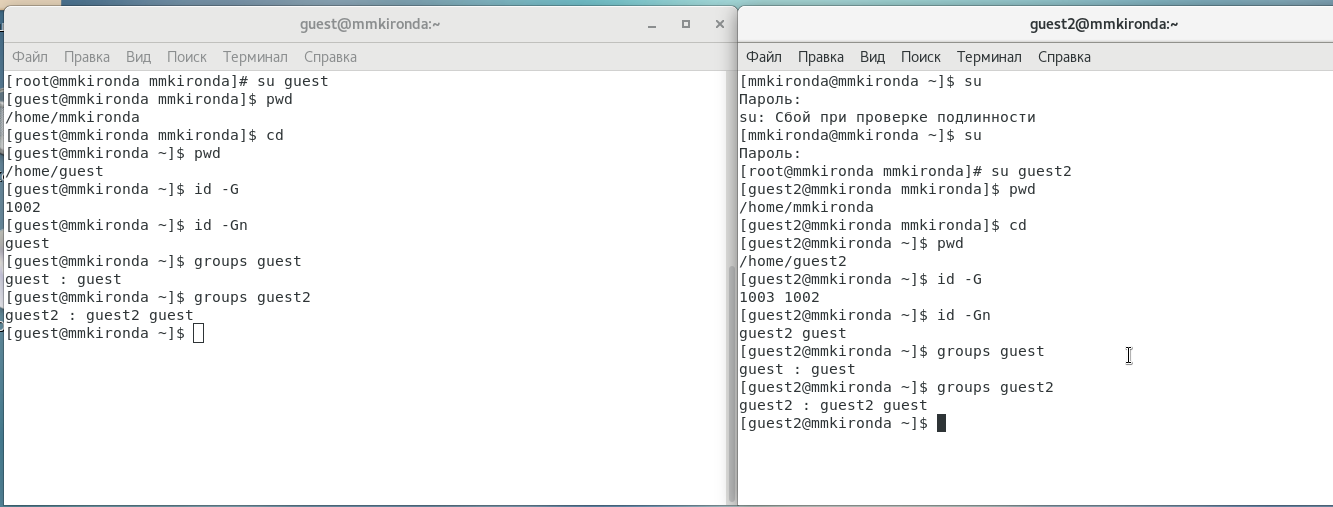 guest@mmkironda:~
Файл Правка Вид Поиск Терминал Справка
[root@mmkironda mmkironda]# su guest
[guest@mmkironda mmkironda]$ pwd
/home/mmkironda
[guest@mmkironda mmkironda]$ cd
[guest@mmkironda ~]$ pwd
/home/guest
[guest@mmkironda ~]$ id -G
1002
[guest@mmkironda ~]$ id -Gn
guest
[guest@mmkironda ~]$ groups guest
guest : guest
[guest@mmkironda ~]$ groups guest2
guest2 : guest2 guest
[guest@mmkironda ~]$
guest2@mmkironda:~
Файл Правка Вид Поиск Терминал Справка
[mmkironda@mmkironda ~]$ su
Пароль:
su: Сбой при проверке подлинности
[mmkironda@mmkironda ~]$ su
Пароль:
[root@mmkironda mmkironda]# su guest2
[guest2@mmkironda mmkironda]$ pwd
/home/mmkironda
[guest2@mmkironda mmkironda]$ cd
[guest2@mmkironda ~]$ pwd
/home/guest2
[guest2@mmkironda ~]$ id -G
1003 1002
[guest2@mmkironda ~]$ id -Gn
guest2 guest
[guest2@mmkironda ~]$ groups guest
guest : guest
[guest2@mmkironda ~]$ groups guest2
guest2 : guest2 guest
[guest2@mmkironda ~]$